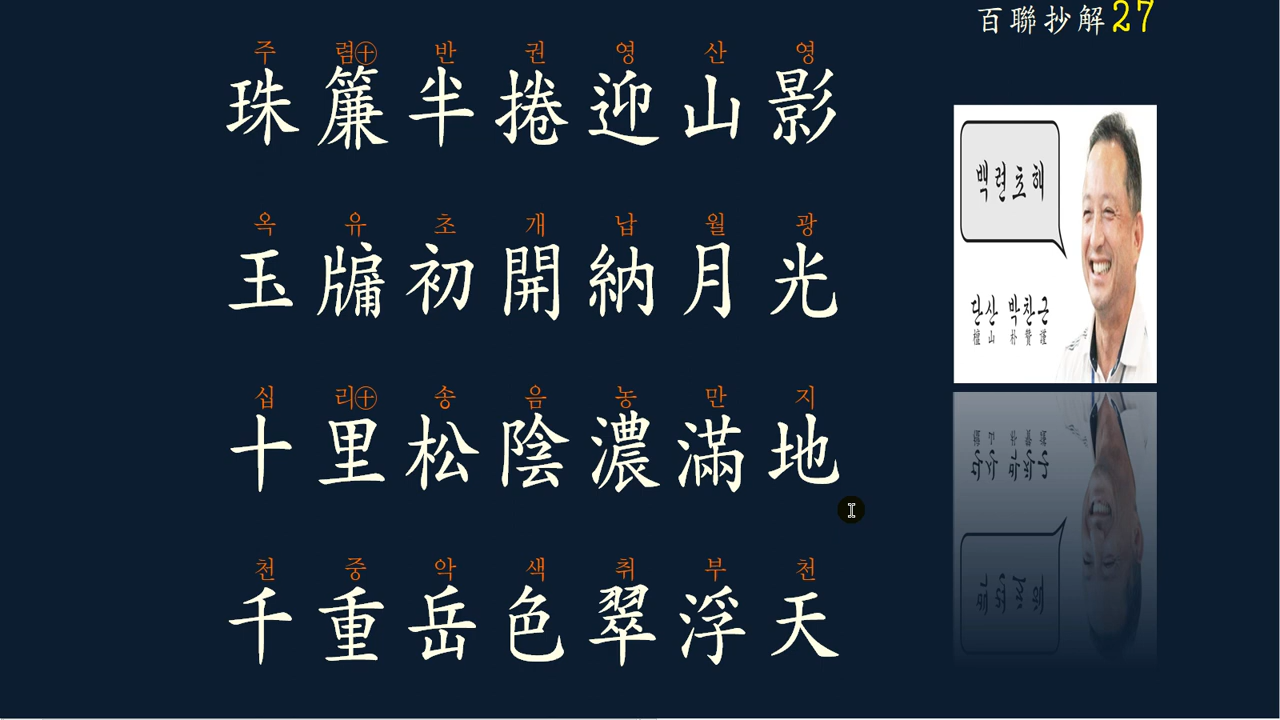 百聯抄解27
주 렴㊉ 반 권 영 산 영
珠簾半捲迎山影
옥 유 초 개 납 월 광
玉牖初開納月光
십 리㊉ 송 음 농 만 지
十里松陰濃滿地
천 중 악 색 취 부 천
千重岳色翠浮天
백련초해
단산 박찬근
檀山 朴贊謹